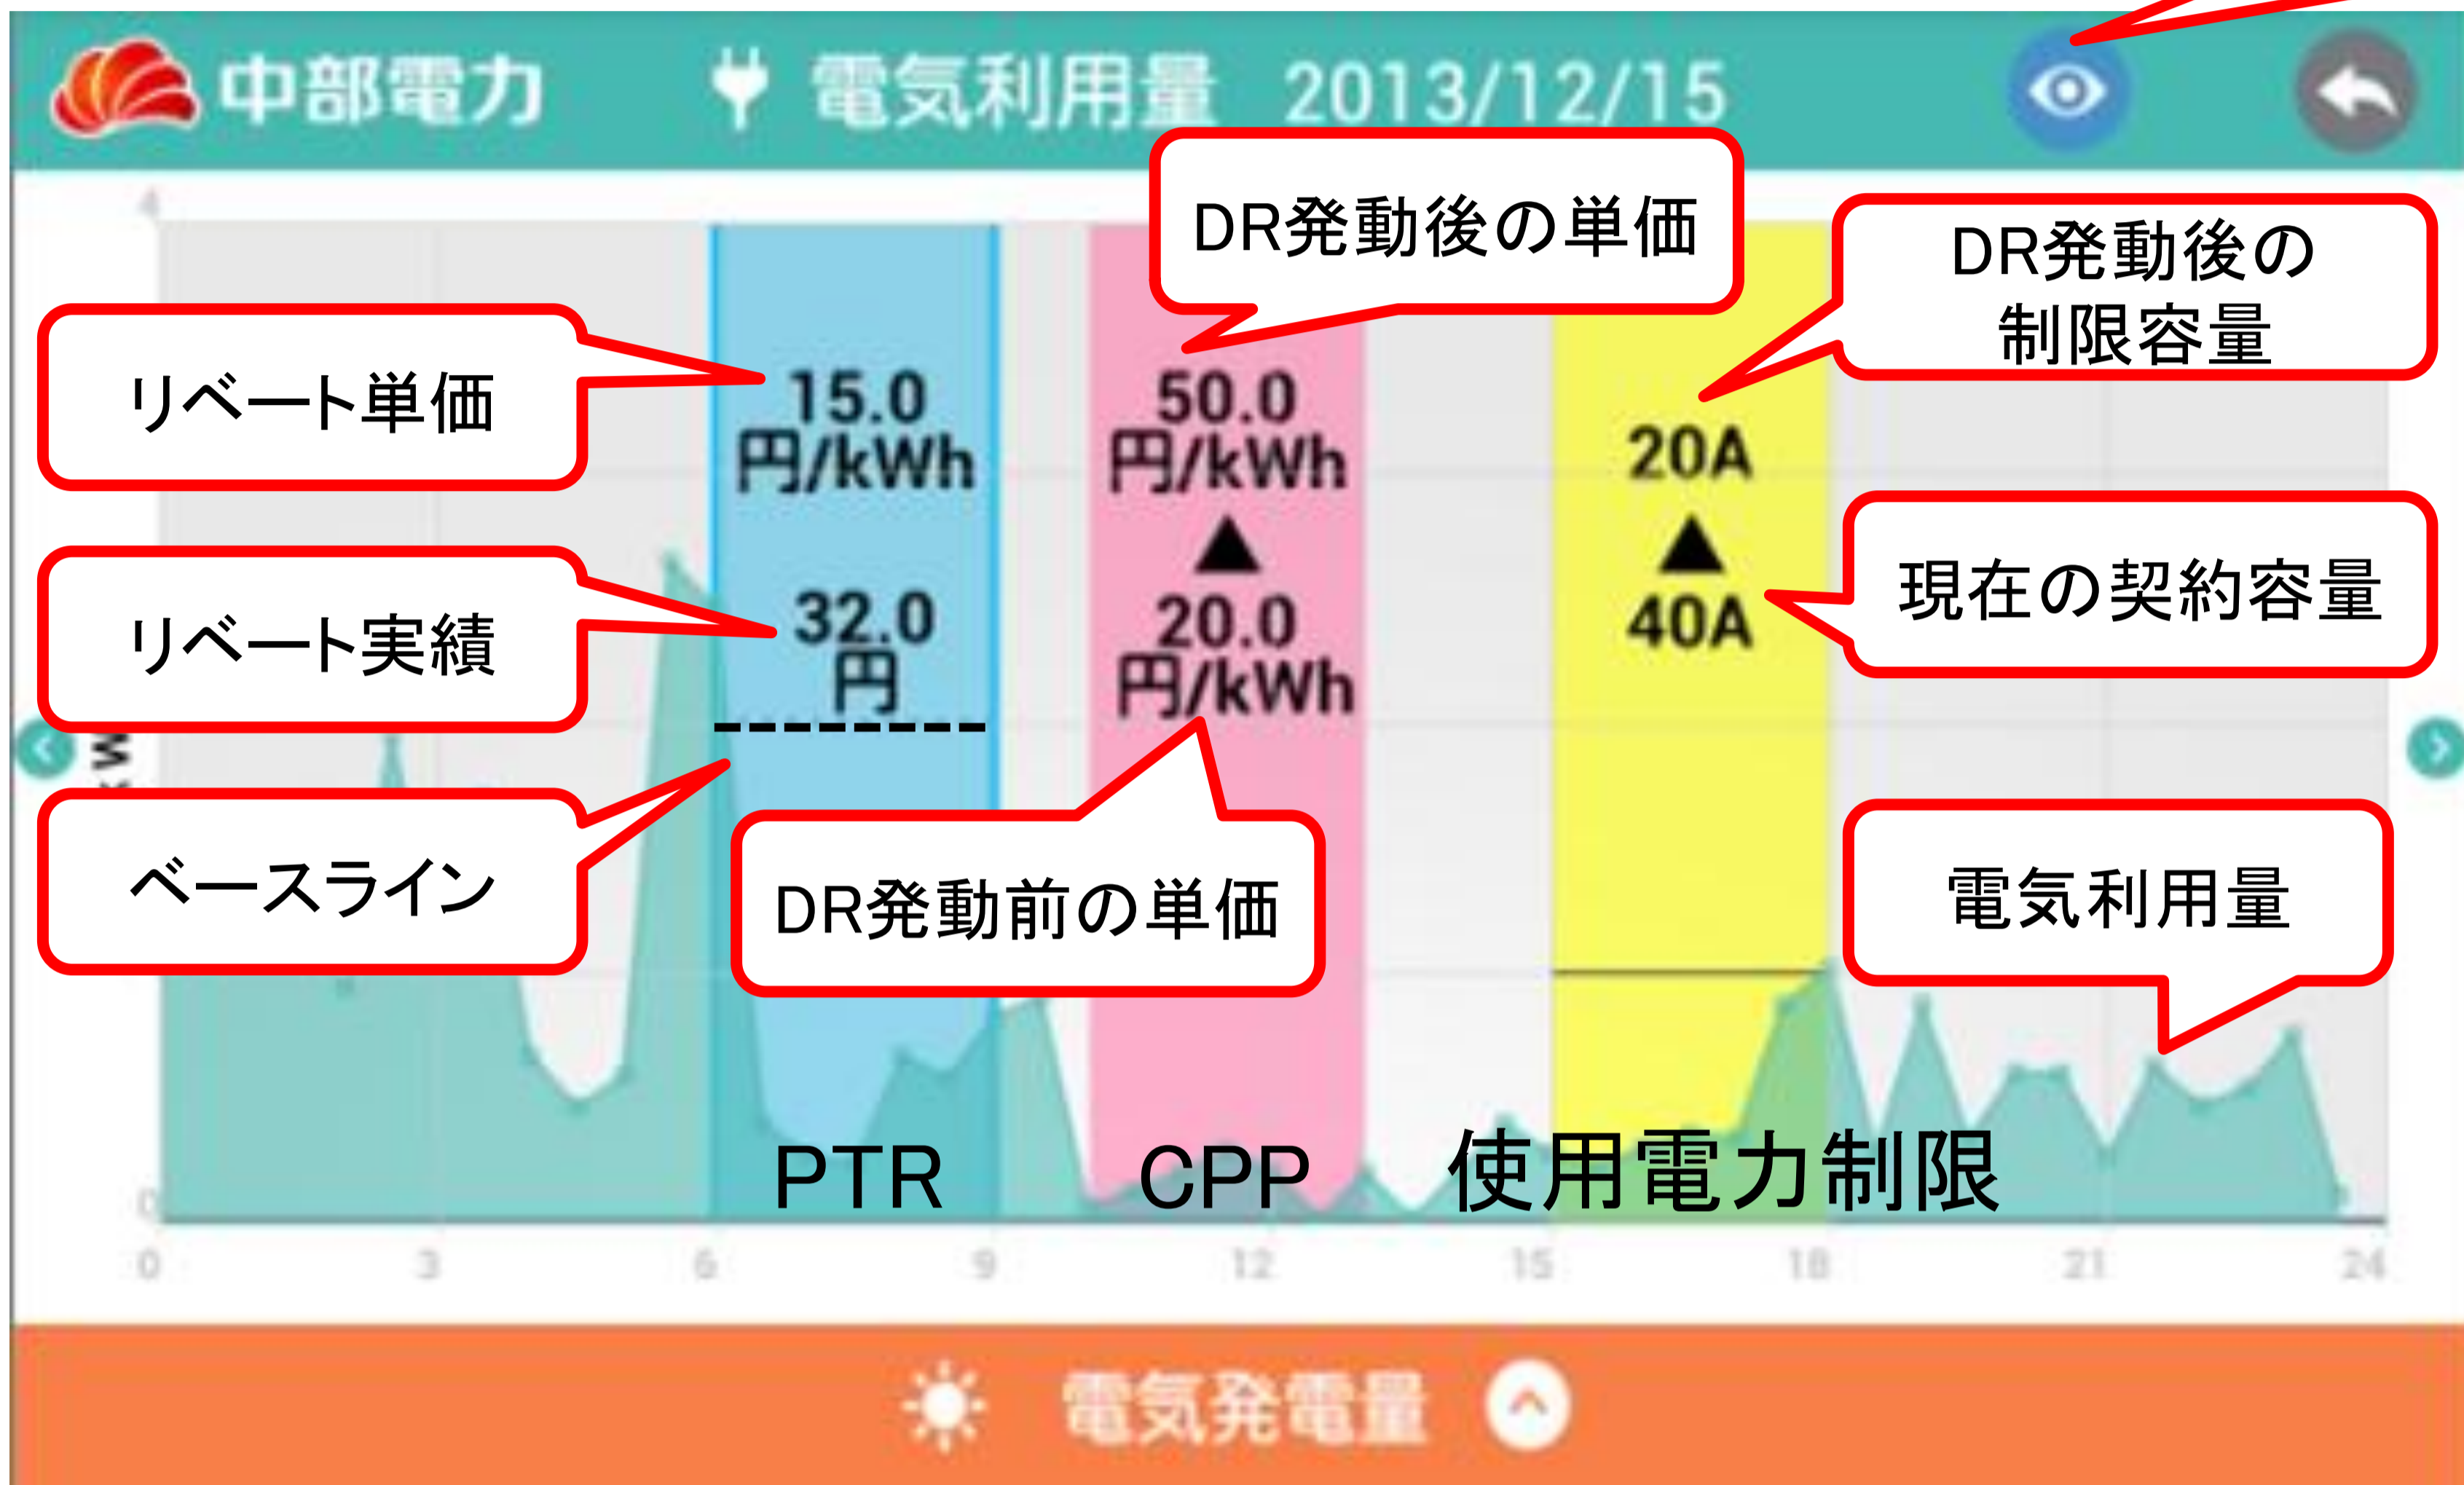 中部電力
電気利用量 2013/12/15
4
DR発動後の単価
DR発動後の
制限容量
リベート単価
15.0
円/kWh
50.0
円/kWh
20A
▲
▲
現在の契約容量
リベート実績
32.0
円
20.0
円/kWh
40A
W
ベースライン
DR発動前の単価
電気利用量
PTR
CPP
使用電力制限
0
0 3 6 9 12 15 18 21 24
電気発電量